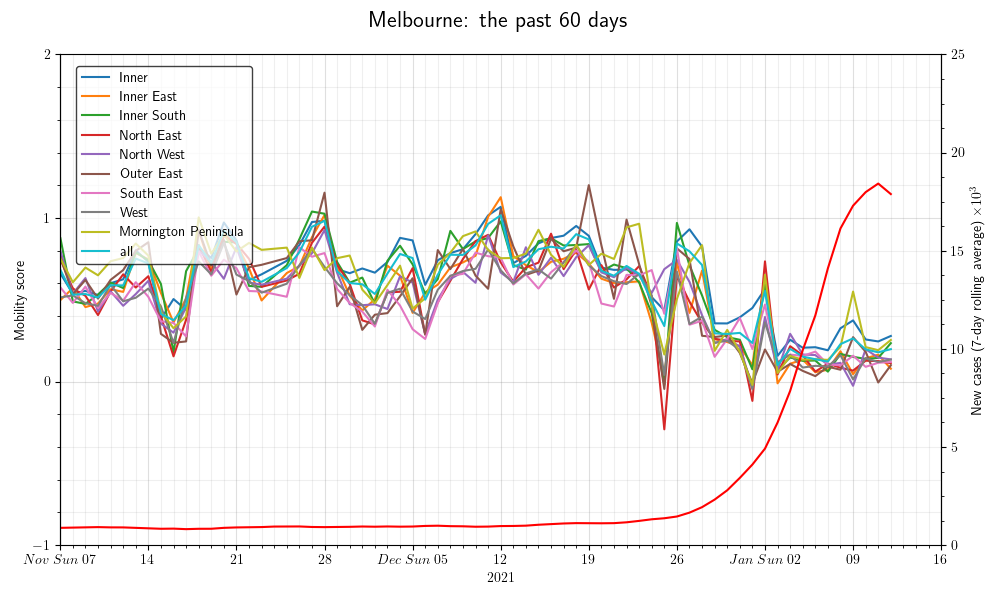 Melbourne: the past 60 days
2
1
0
−1
Mobility score
Inner
Inner East
Inner South
North East
North West
Outer East
South East
West
Mornington Peninsula
all
25
20
15
10
5
0
New cases (7-day rolling average) ×10³
Nov Sun 07 14 21 28 Dec Sun 05 12 19 26 Jan Sun 02 09 16
2021